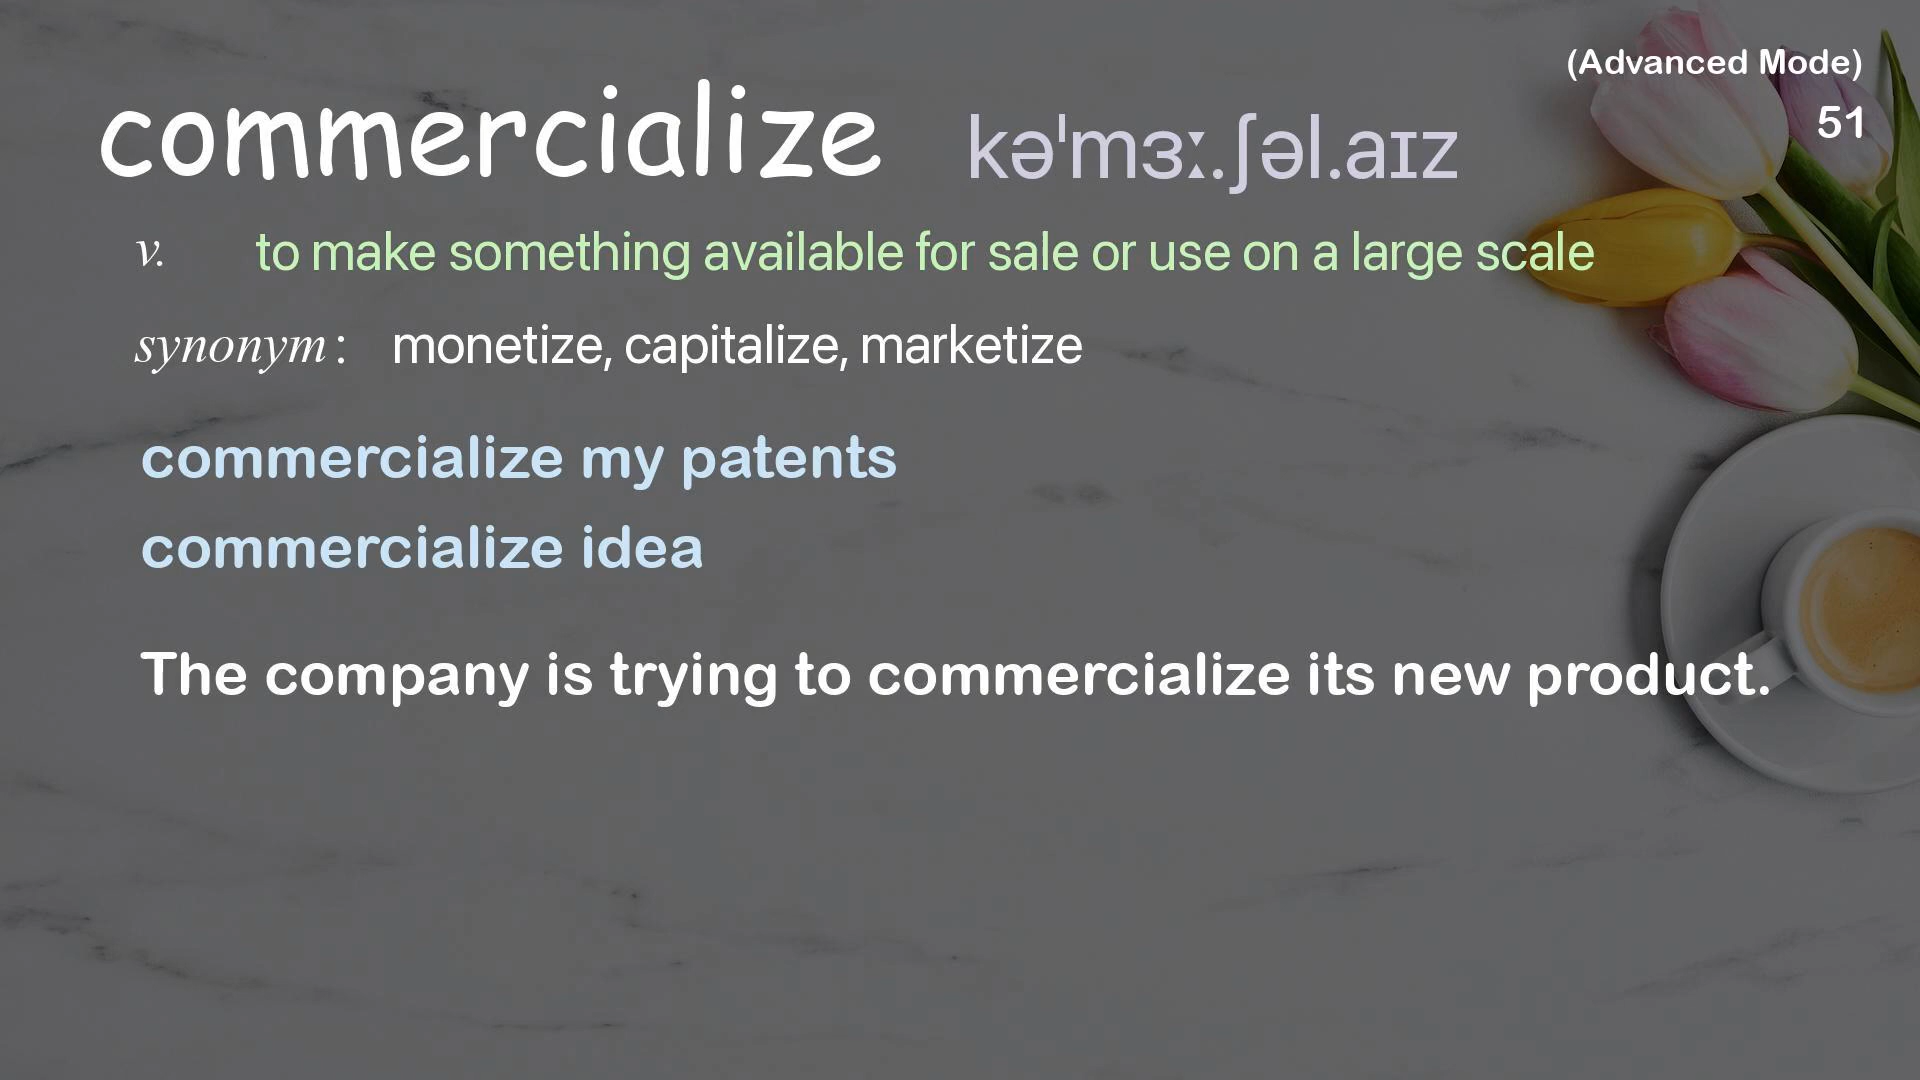 (Advanced Mode)
51
commercialize kəˈmɜː.ʃəl.aɪz
v. to make something available for sale or use on a large scale
synonym: monetize, capitalize, marketize
commercialize my patents
commercialize idea
The company is trying to commercialize its new product.